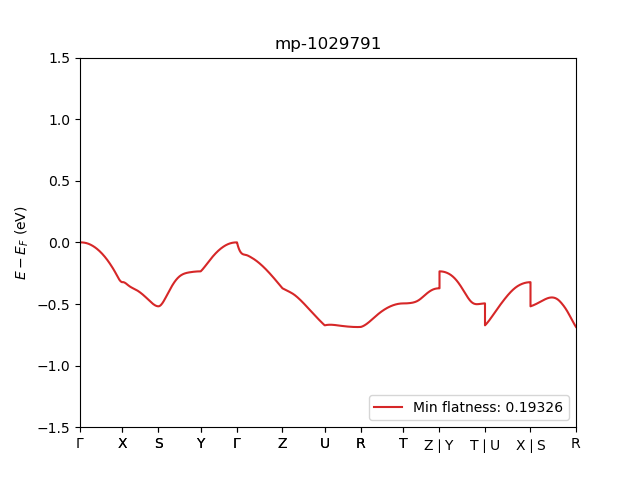 mp-1029791
E − E_F (eV)
1.5
1.0
0.5
0.0
−0.5
−1.0
−1.5
Min flatness: 0.19326
Γ X S Y Γ Z U R T Z | Y T | U X | S R